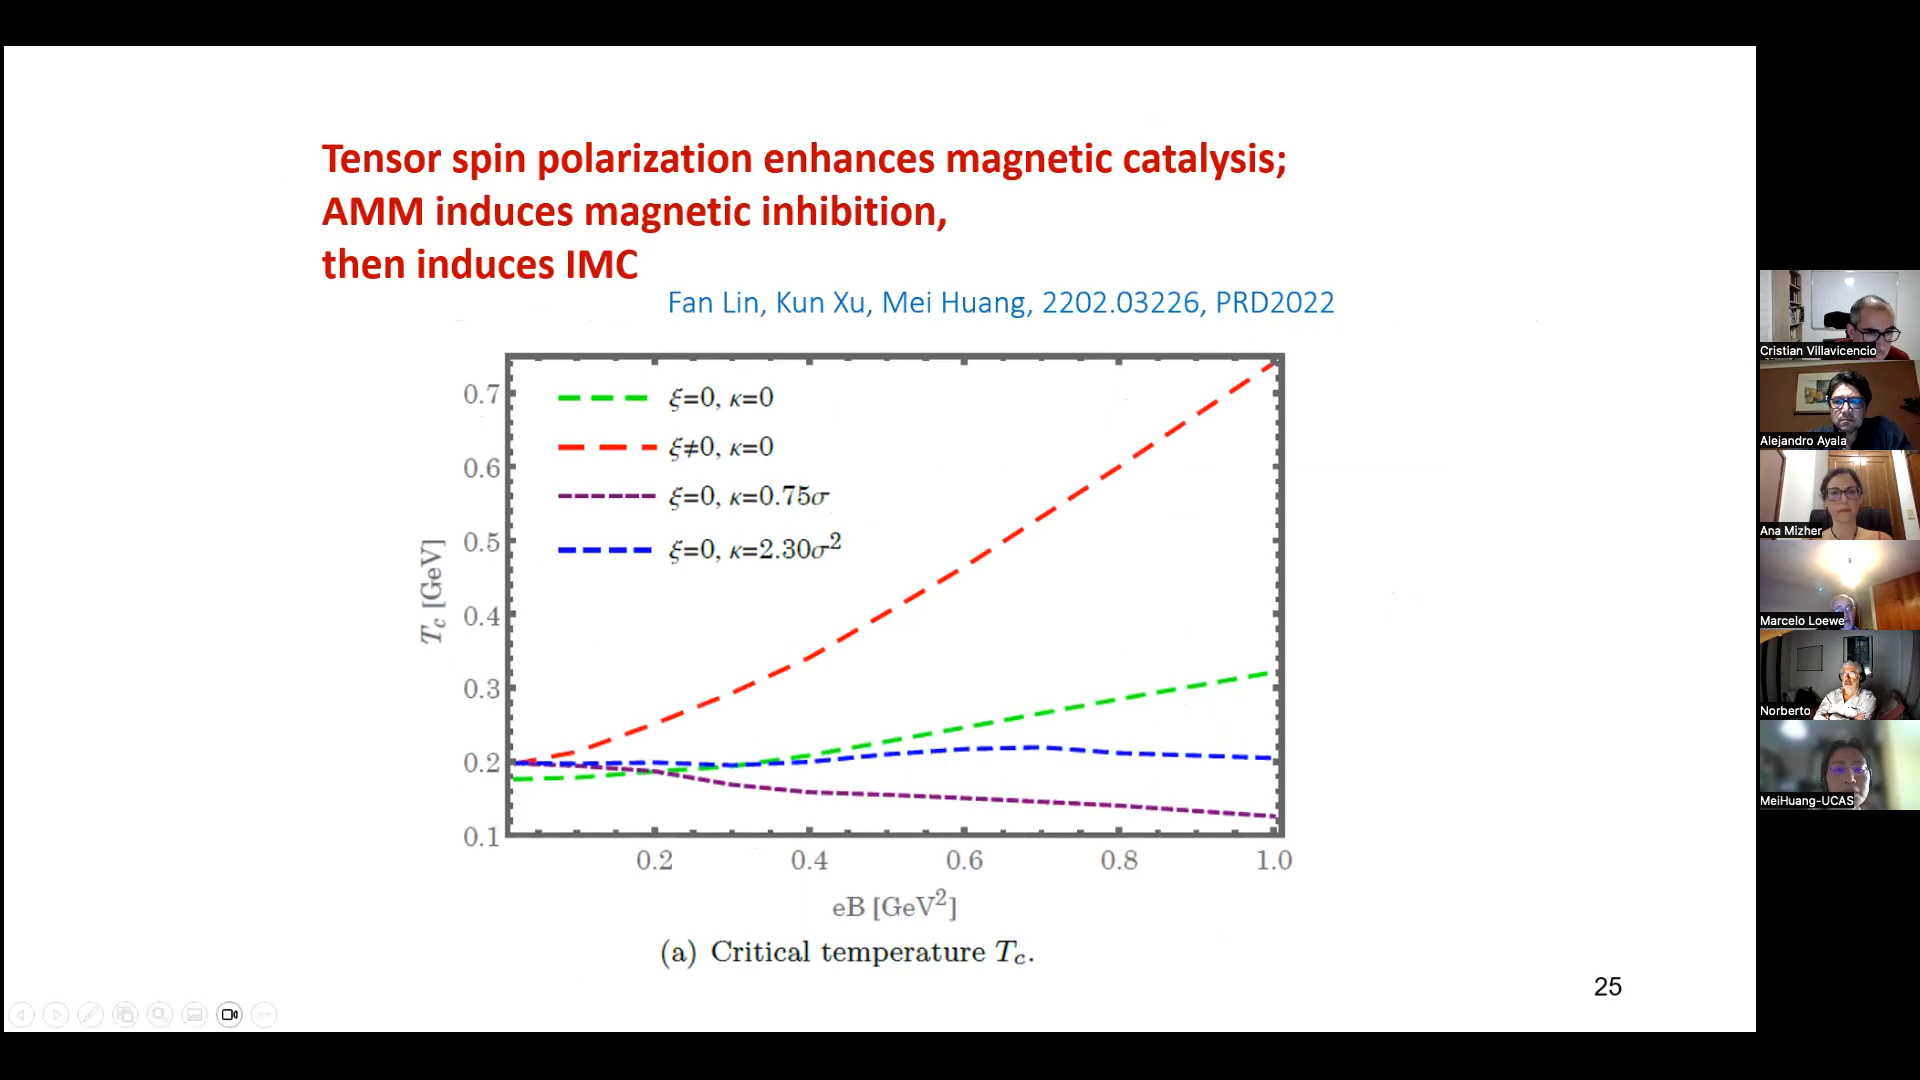 Tensor spin polarization enhances magnetic catalysis;
AMM induces magnetic inhibition,
then induces IMC
Fan Lin, Kun Xu, Mei Huang, 2202.03226, PRD2022
ξ=0, κ=0
ξ≠0, κ=0
ξ=0, κ=0.75σ
ξ=0, κ=2.30σ²
T_c [GeV]
0.7
0.6
0.5
0.4
0.3
0.2
0.1
0.2 0.4 0.6 0.8 1.0
eB [GeV²]
(a) Critical temperature T_c.
25
Cristian Villavicencio
Alejandro Ayala
Ana Mizher
Marcelo Loewe
Norberto
MeiHuang-UCAS